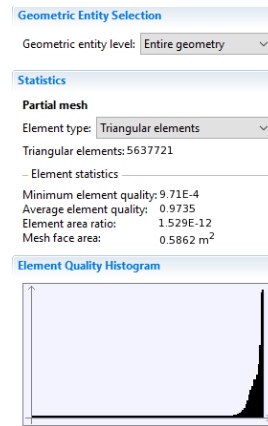 Geometric Entity Selection
Geometric entity level: Entire geometry
Statistics
Partial mesh
Element type: Triangular elements
Triangular elements: 5637721
Element statistics
Minimum element quality: 9.71E-4
Average element quality: 0.9735
Element area ratio: 1.529E-12
Mesh face area: 0.5862 m²
Element Quality Histogram